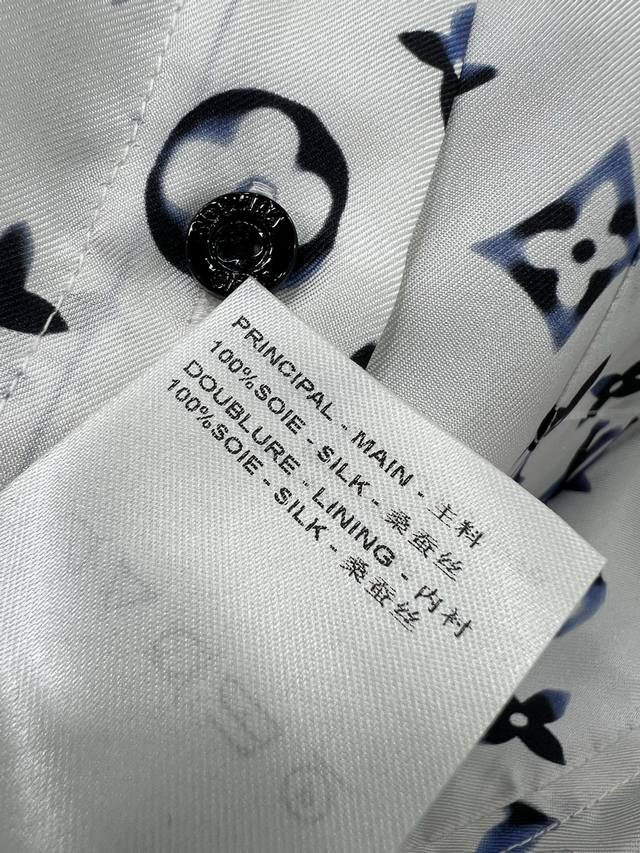 PRINCIPAL - MAIN - 主料
100%SOIE - SILK - 桑蚕丝
DOUBLURE - LINING - 内衬
100%SOIE - SILK - 桑蚕丝